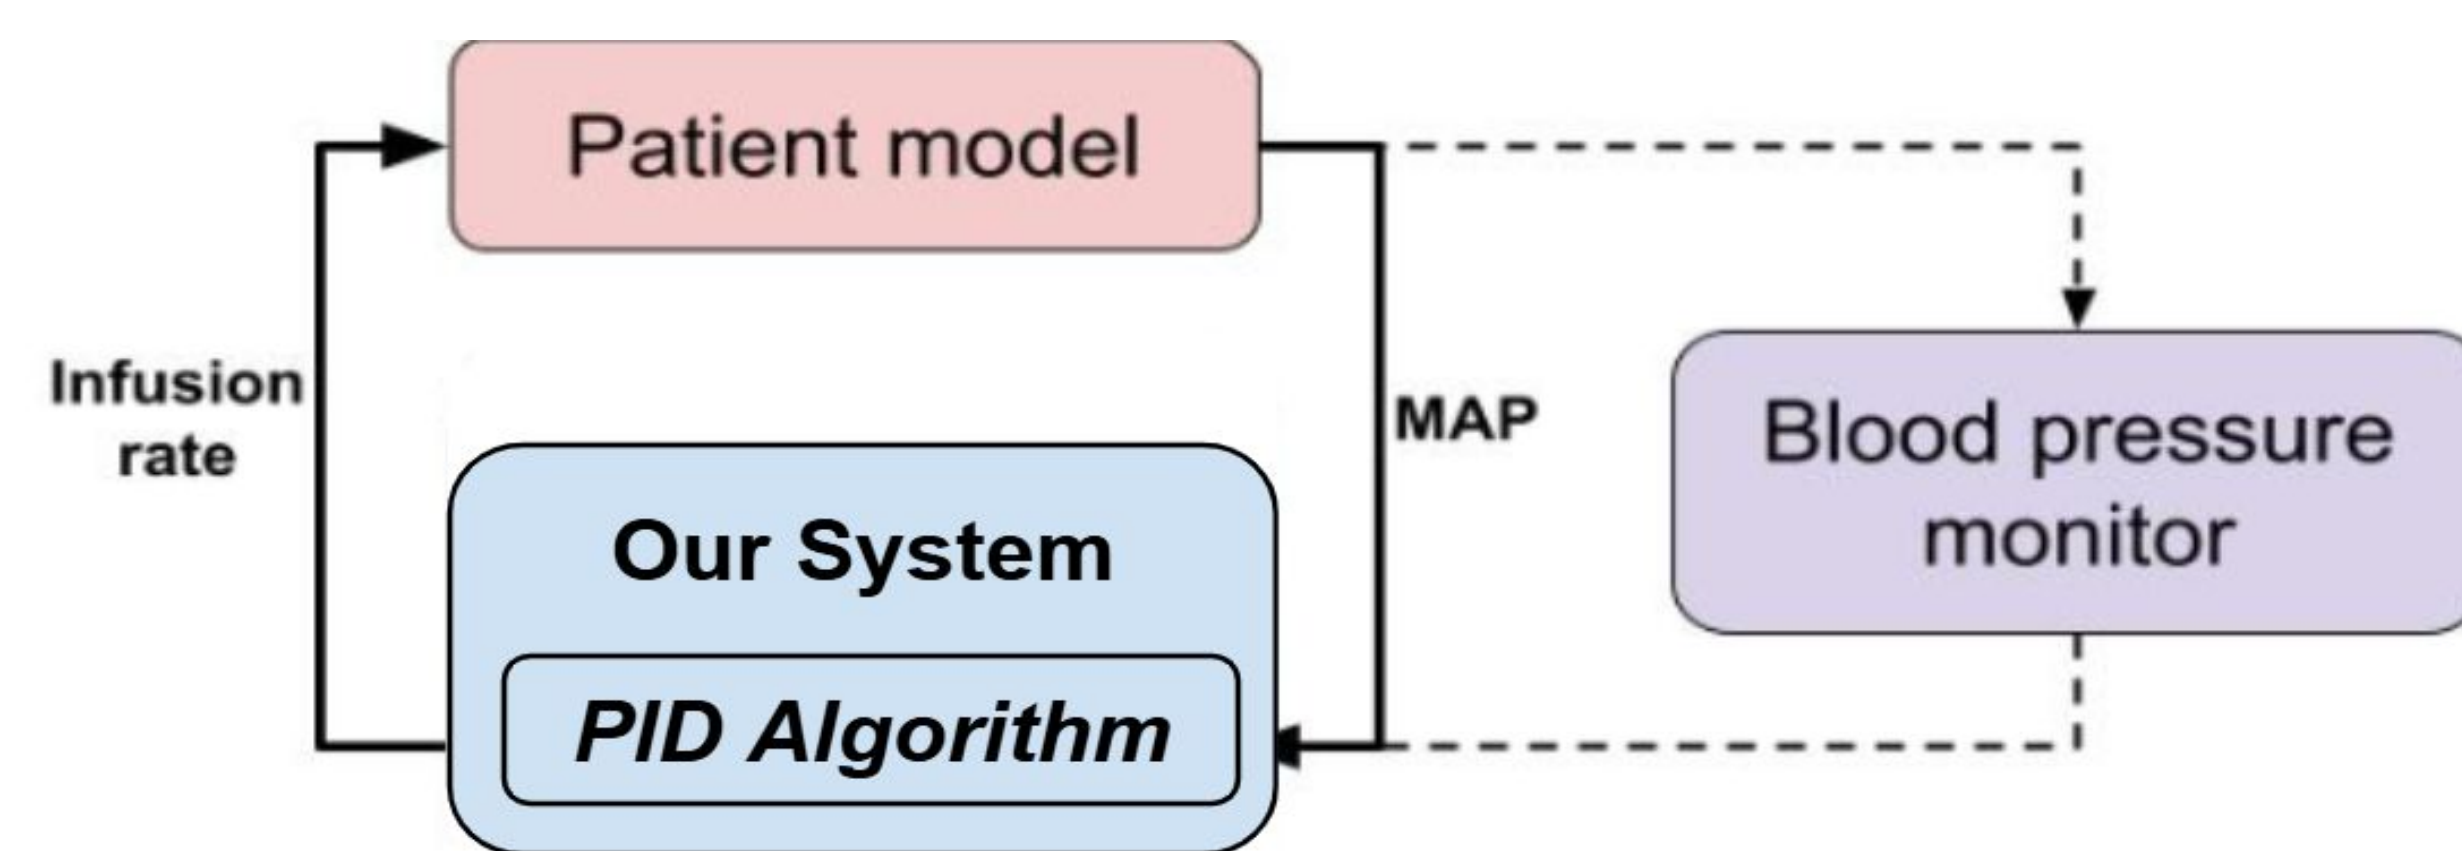 Patient model
Infusion
rate
MAP
Blood pressure
monitor
Our System
PID Algorithm